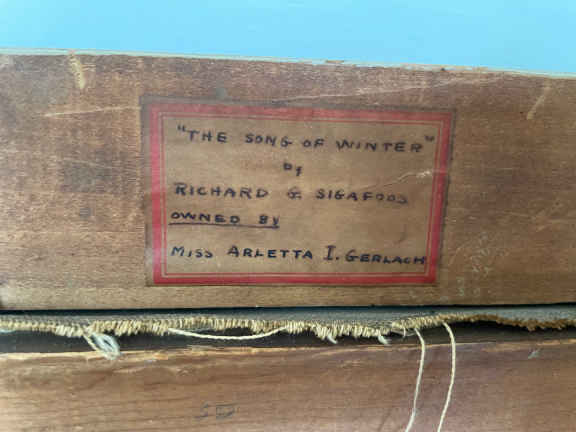 "THE SONG OF WINTER"
by
RICHARD G. SIGAFOOS
OWNED BY
MISS ARLETTA I. GERLACH